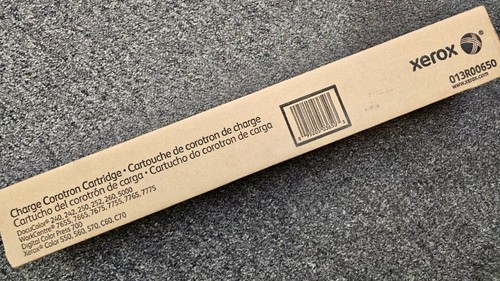 xerox
013R00650
www.xerox.com
Charge Corotron Cartridge • Cartouche de corotron de charge
Cartucho del corotrón de carga • Cartucho do corotron de carga
DocuColor® 240, 242, 250, 252, 260, 5000
WorkCentre® 7655, 7665, 7675, 7755, 7765, 7775
Digital Color Press 700
Xerox® Color 550, 560, 570, C60, C70